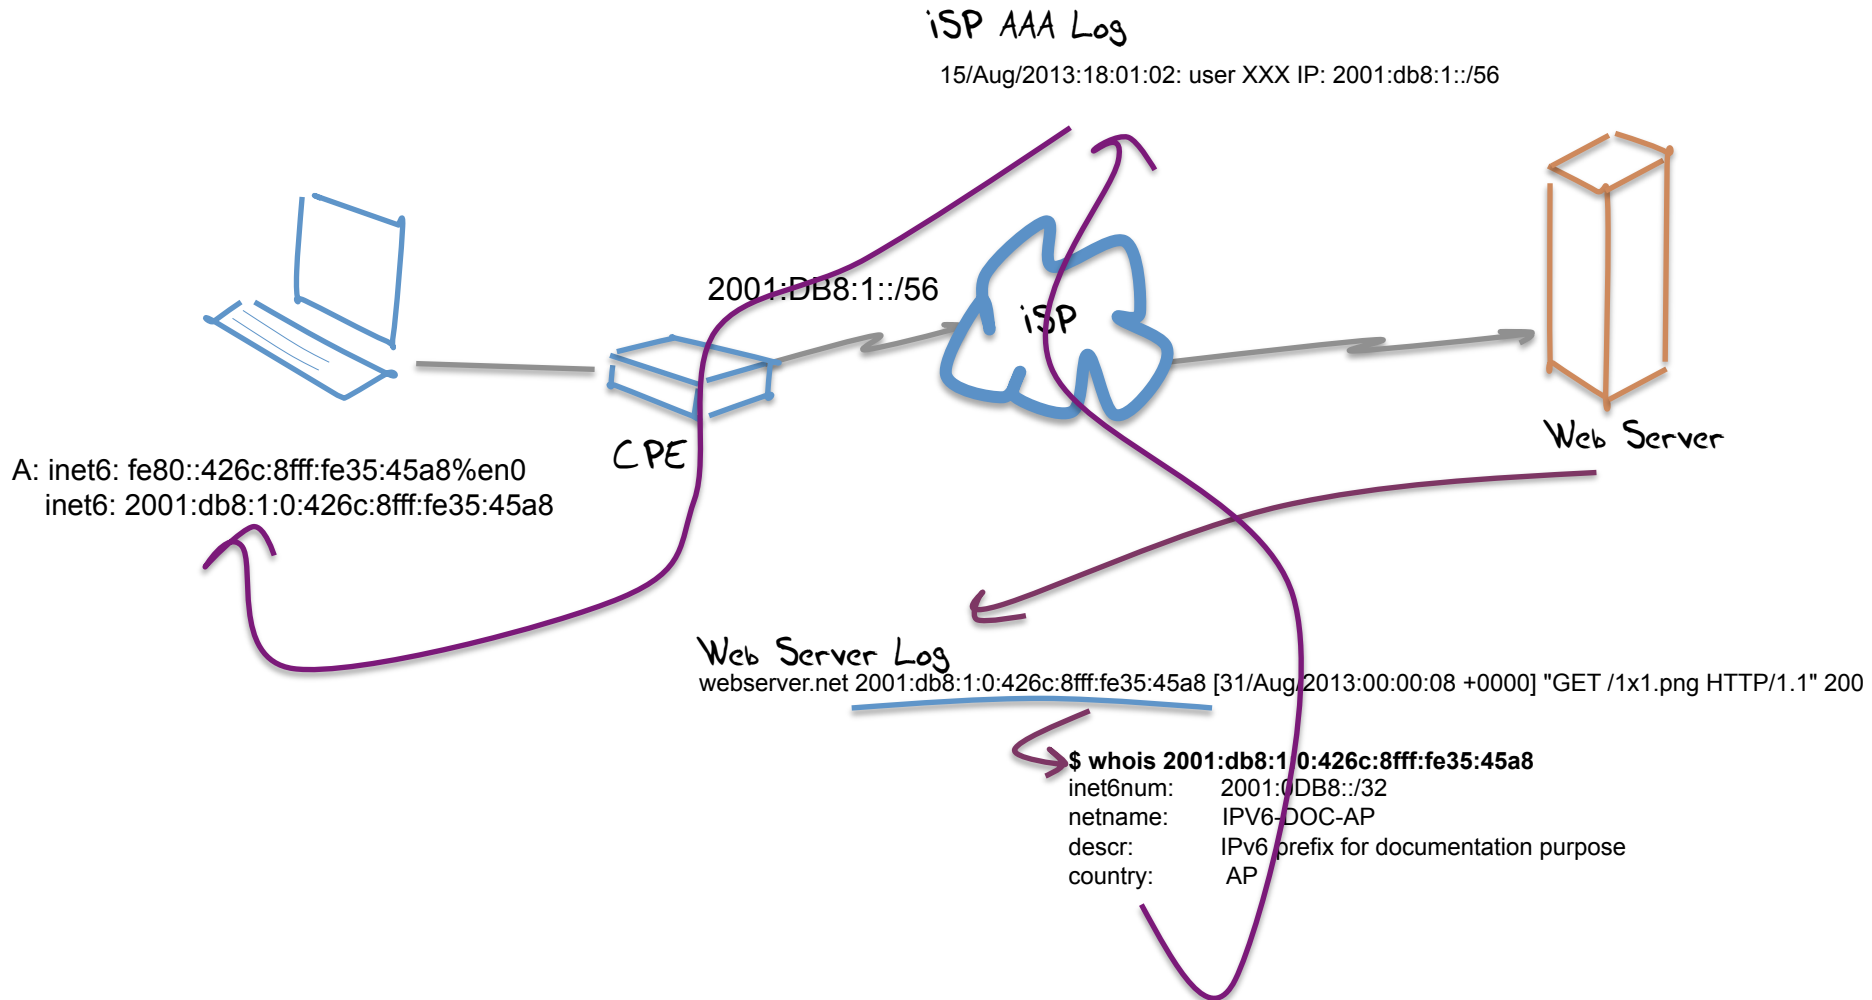 iSP AAA Log
15/Aug/2013:18:01:02: user XXX IP: 2001:db8:1::/56
2001:DB8:1::/56
iSP
CPE
Web Server
A: inet6: fe80::426c:8fff:fe35:45a8%en0
inet6: 2001:db8:1:0:426c:8fff:fe35:45a8
Web Server Log
webserver.net 2001:db8:1:0:426c:8fff:fe35:45a8 [31/Aug/2013:00:00:08 +0000] "GET /1x1.png HTTP/1.1" 200
$ whois 2001:db8:1:0:426c:8fff:fe35:45a8
inet6num: 2001:0DB8::/32
netname: IPV6-DOC-AP
descr: IPv6 prefix for documentation purpose
country: AP